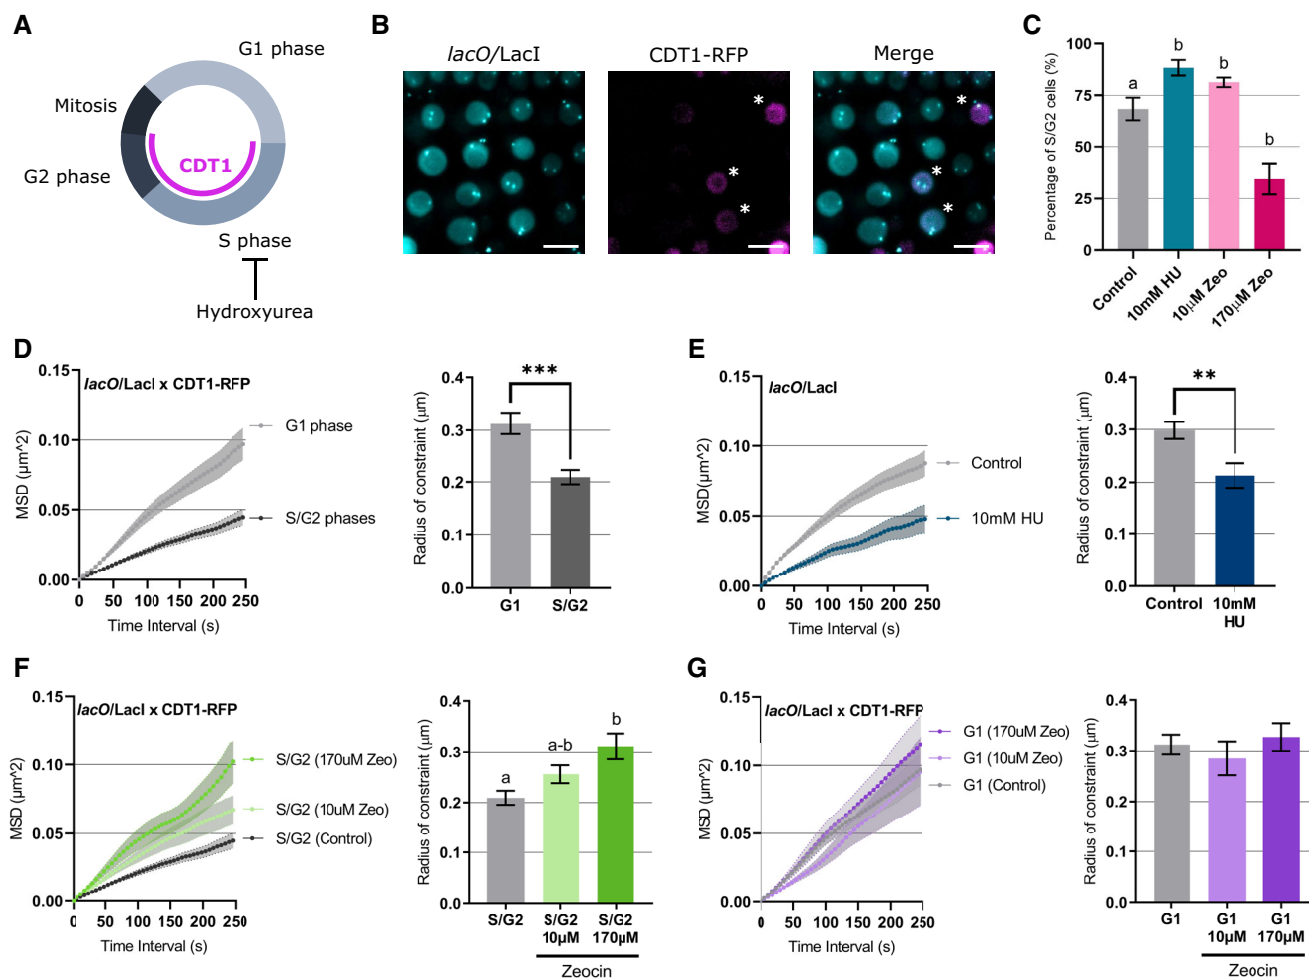 A
G1 phase
Mitosis
CDT1
G2 phase
S phase
Hydroxyurea
B
lacO/LacI
CDT1-RFP
Merge
*
*
*
*
*
*
C
Percentage of S/G2 cells (%)
100
75
50
25
0
a
b
b
b
Control
10mM HU
10µM Zeo
170µM Zeo
D
lacO/LacI x CDT1-RFP
MSD (µm^2)
0.15
0.10
0.05
0.00
0 50 100 150 200 250
Time Interval (s)
G1 phase
S/G2 phases
Radius of constraint (µm)
0.4
0.3
0.2
0.1
0.0
***
G1 S/G2
E
lacO/LacI
MSD(µm^2)
0.15
0.10
0.05
0.00
0 50 100 150 200 250
Time Interval (s)
Control
10mM HU
Radius of constraint (µm)
0.4
0.3
0.2
0.1
0.0
**
Control 10mM
HU
F
lacO/LacI x CDT1-RFP
MSD (µm^2)
0.15
0.10
0.05
0.00
0 50 100 150 200 250
Time Interval (s)
S/G2 (170uM Zeo)
S/G2 (10uM Zeo)
S/G2 (Control)
Radius of constraint (µm)
0.4
0.3
0.2
0.1
0.0
a
a-b
b
S/G2 S/G2 S/G2
10µM 170µM
Zeocin
G
lacO/LacI x CDT1-RFP
MSD (µm^2)
0.15
0.10
0.05
0.00
0 50 100 150 200 250
Time Interval (s)
G1 (170uM Zeo)
G1 (10uM Zeo)
G1 (Control)
Radius of constraint (µm)
0.4
0.3
0.2
0.1
0.0
G1 G1 G1
10µM 170µM
Zeocin